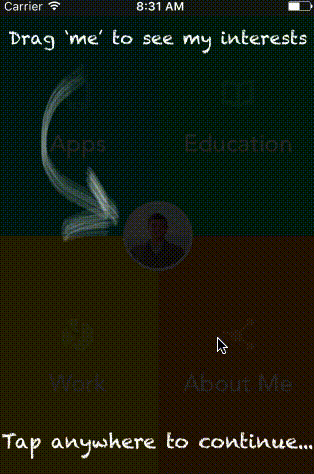 Carrier 8:31 AM
Drag 'me' to see my interests
Apps Education
Work About Me
Tap anywhere to continue...